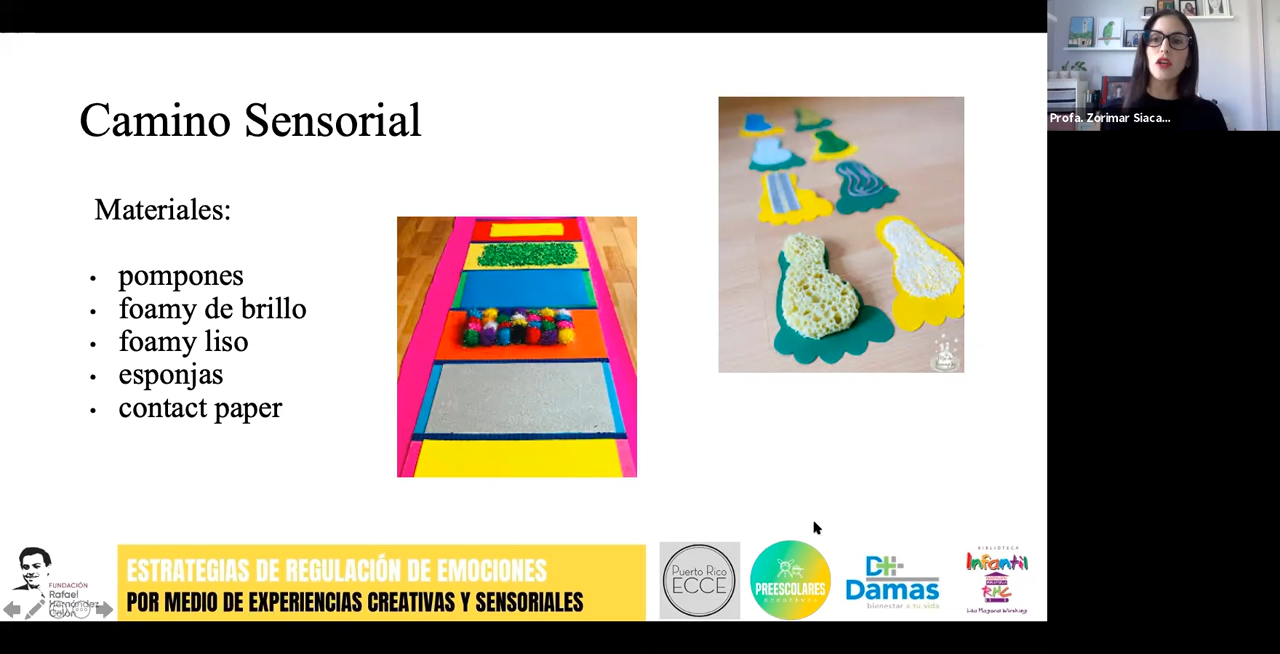 Camino Sensorial
Materiales:
• pompones
• foamy de brillo
• foamy liso
• esponjas
• contact paper
Profa. Zorimar Siaca...
FUNDACIÓN
Rafael
Hernández
Colón
ESTRATEGIAS DE REGULACIÓN DE EMOCIONES
POR MEDIO DE EXPERIENCIAS CREATIVAS Y SENSORIALES
Puerto Rico
ECCE
PREESCOLARES
Damas
bienestar a tu vida
BIBLIOTECA
Infantil
RHC